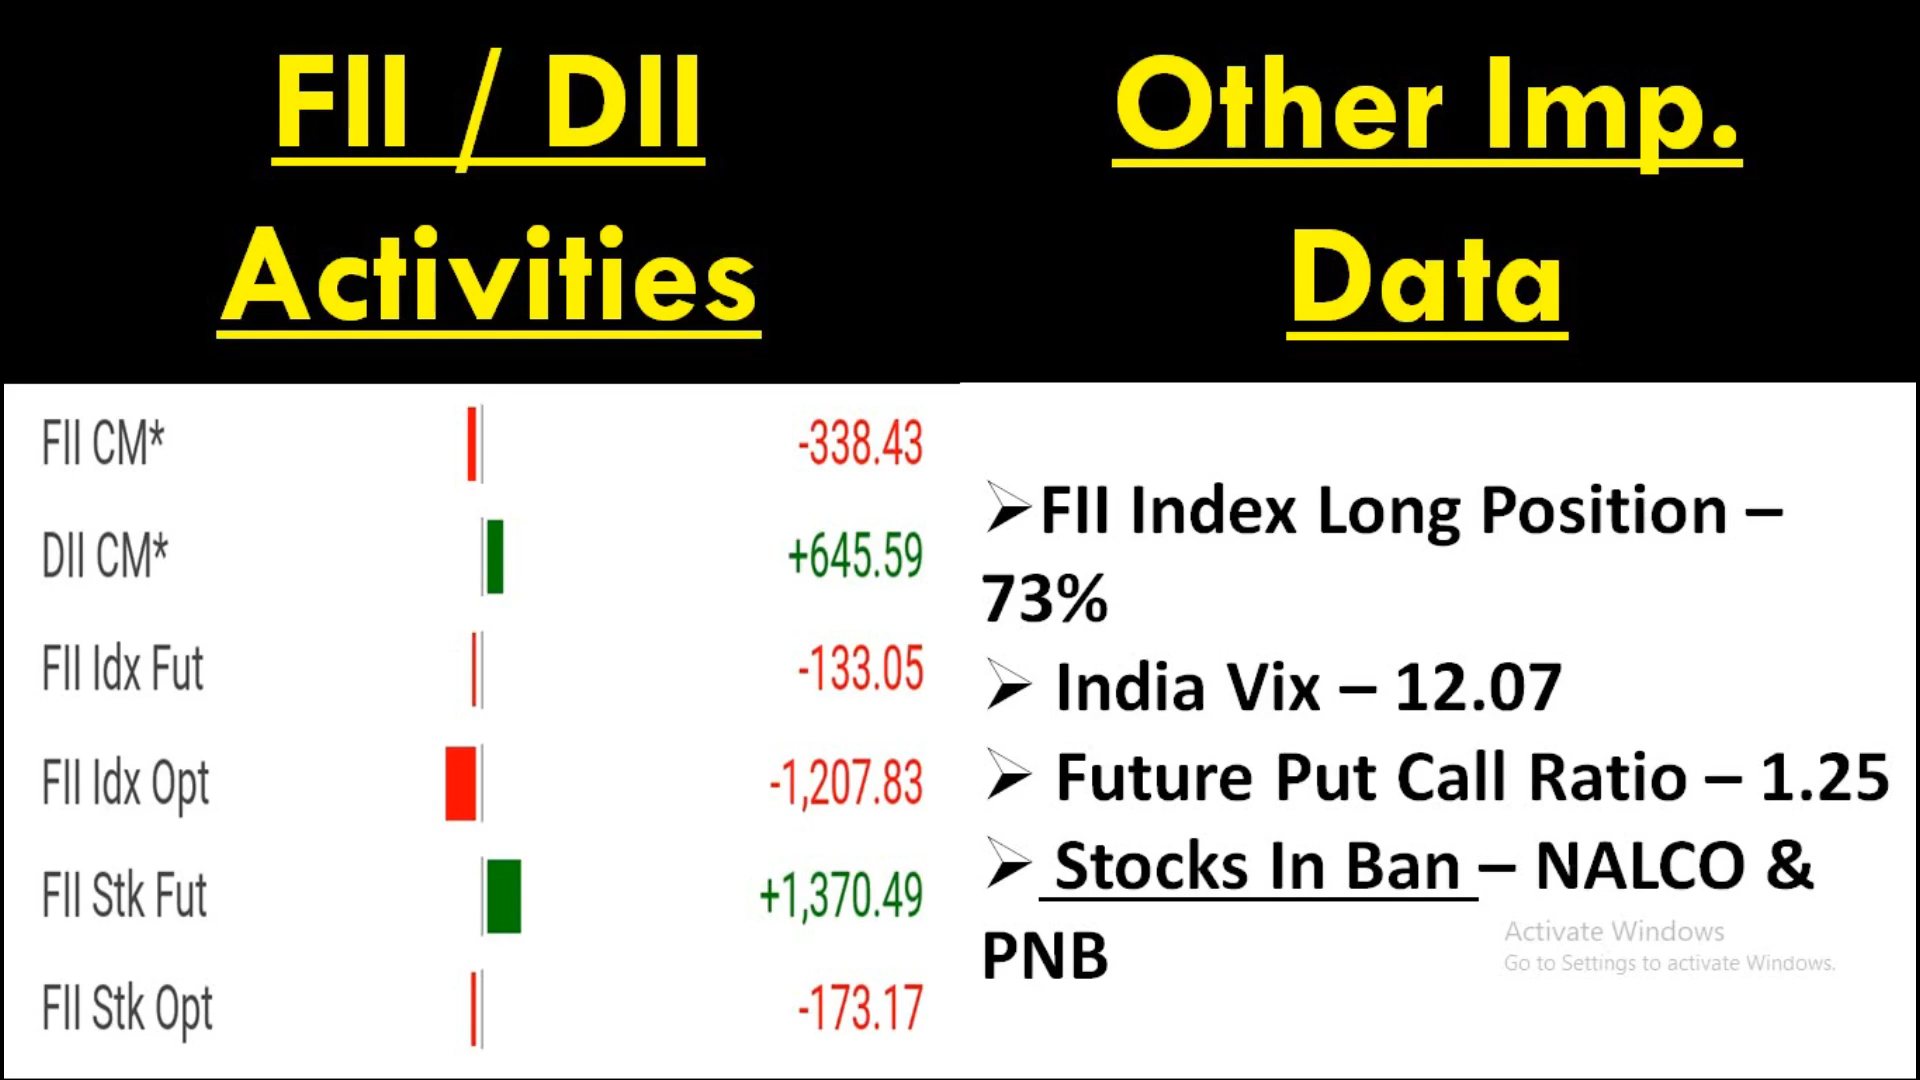 FII / DII
Activities
Other Imp.
Data
FII CM* -338.43
DII CM* +645.59
FII Idx Fut -133.05
FII Idx Opt -1,207.83
FII Stk Fut +1,370.49
FII Stk Opt -173.17
➢FII Index Long Position –
73%
➢ India Vix – 12.07
➢ Future Put Call Ratio – 1.25
➢ Stocks In Ban – NALCO &
PNB
Activate Windows
Go to Settings to activate Windows.